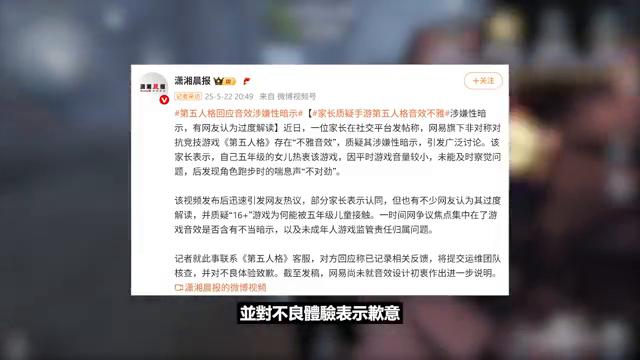 潇湘晨报
+关注
记者采访 25-5-22 20:49 来自 微博视频号
#第五人格回应音效涉嫌性暗示#【#家长质疑手游第五人格音效不雅#涉嫌性暗
示，有网友认为过度解读】近日，一位家长在社交平台发帖称，网易旗下非对称对
抗竞技游戏《第五人格》存在“不雅音效”，质疑其涉嫌性暗示，引发广泛讨论。该
家长表示，自己五年级的女儿热衷该游戏，因平时游戏音量较小，未能及时察觉问
题，后发现角色跑步时的喘息声“不对劲”。
该视频发布后迅速引发网友热议，部分家长表示认同，但也有不少网友认为其过度
解读，并质疑“16+”游戏为何能被五年级儿童接触。一时间网争议焦点集中在了游
戏音效是否含有不当暗示，以及未成年人游戏监管责任归属问题。
记者就此事联系《第五人格》客服，对方回应称已记录相关反馈，将提交运维团队
核查，并对不良体验致歉。截至发稿，网易尚未就音效设计初衷作出进一步说明。
潇湘晨报的微博视频
並對不良體驗表示歉意